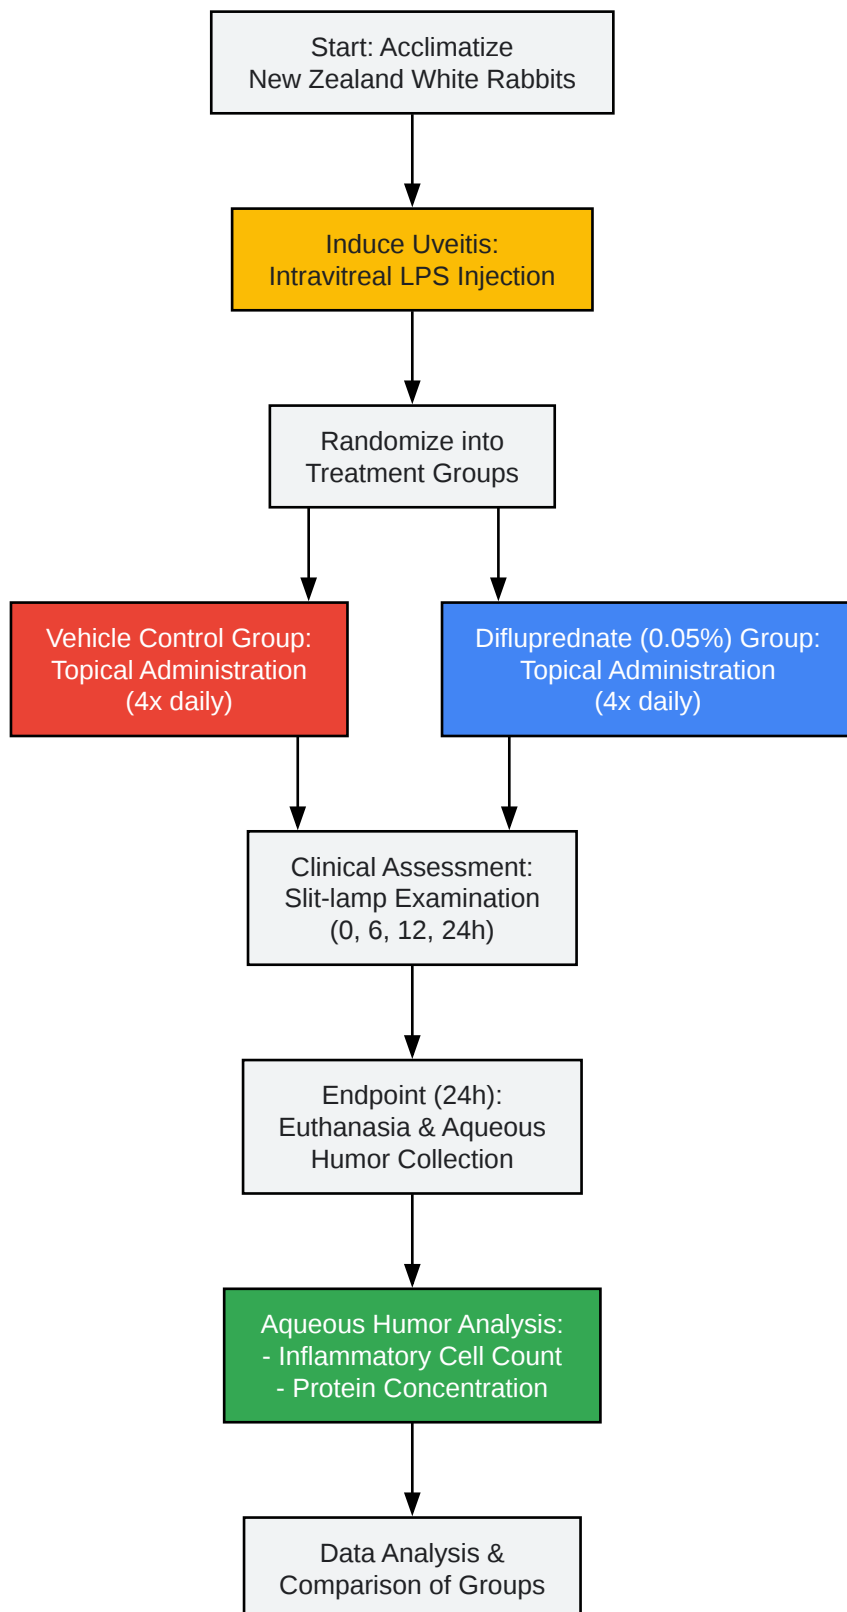 Start: Acclimatize
New Zealand White Rabbits
Induce Uveitis:
Intravitreal LPS Injection
Randomize into
Treatment Groups
Vehicle Control Group:
Topical Administration
(4x daily)
Difluprednate (0.05%) Group:
Topical Administration
(4x daily)
Clinical Assessment:
Slit-lamp Examination
(0, 6, 12, 24h)
Endpoint (24h):
Euthanasia & Aqueous
Humor Collection
Aqueous Humor Analysis:
- Inflammatory Cell Count
- Protein Concentration
Data Analysis &
Comparison of Groups